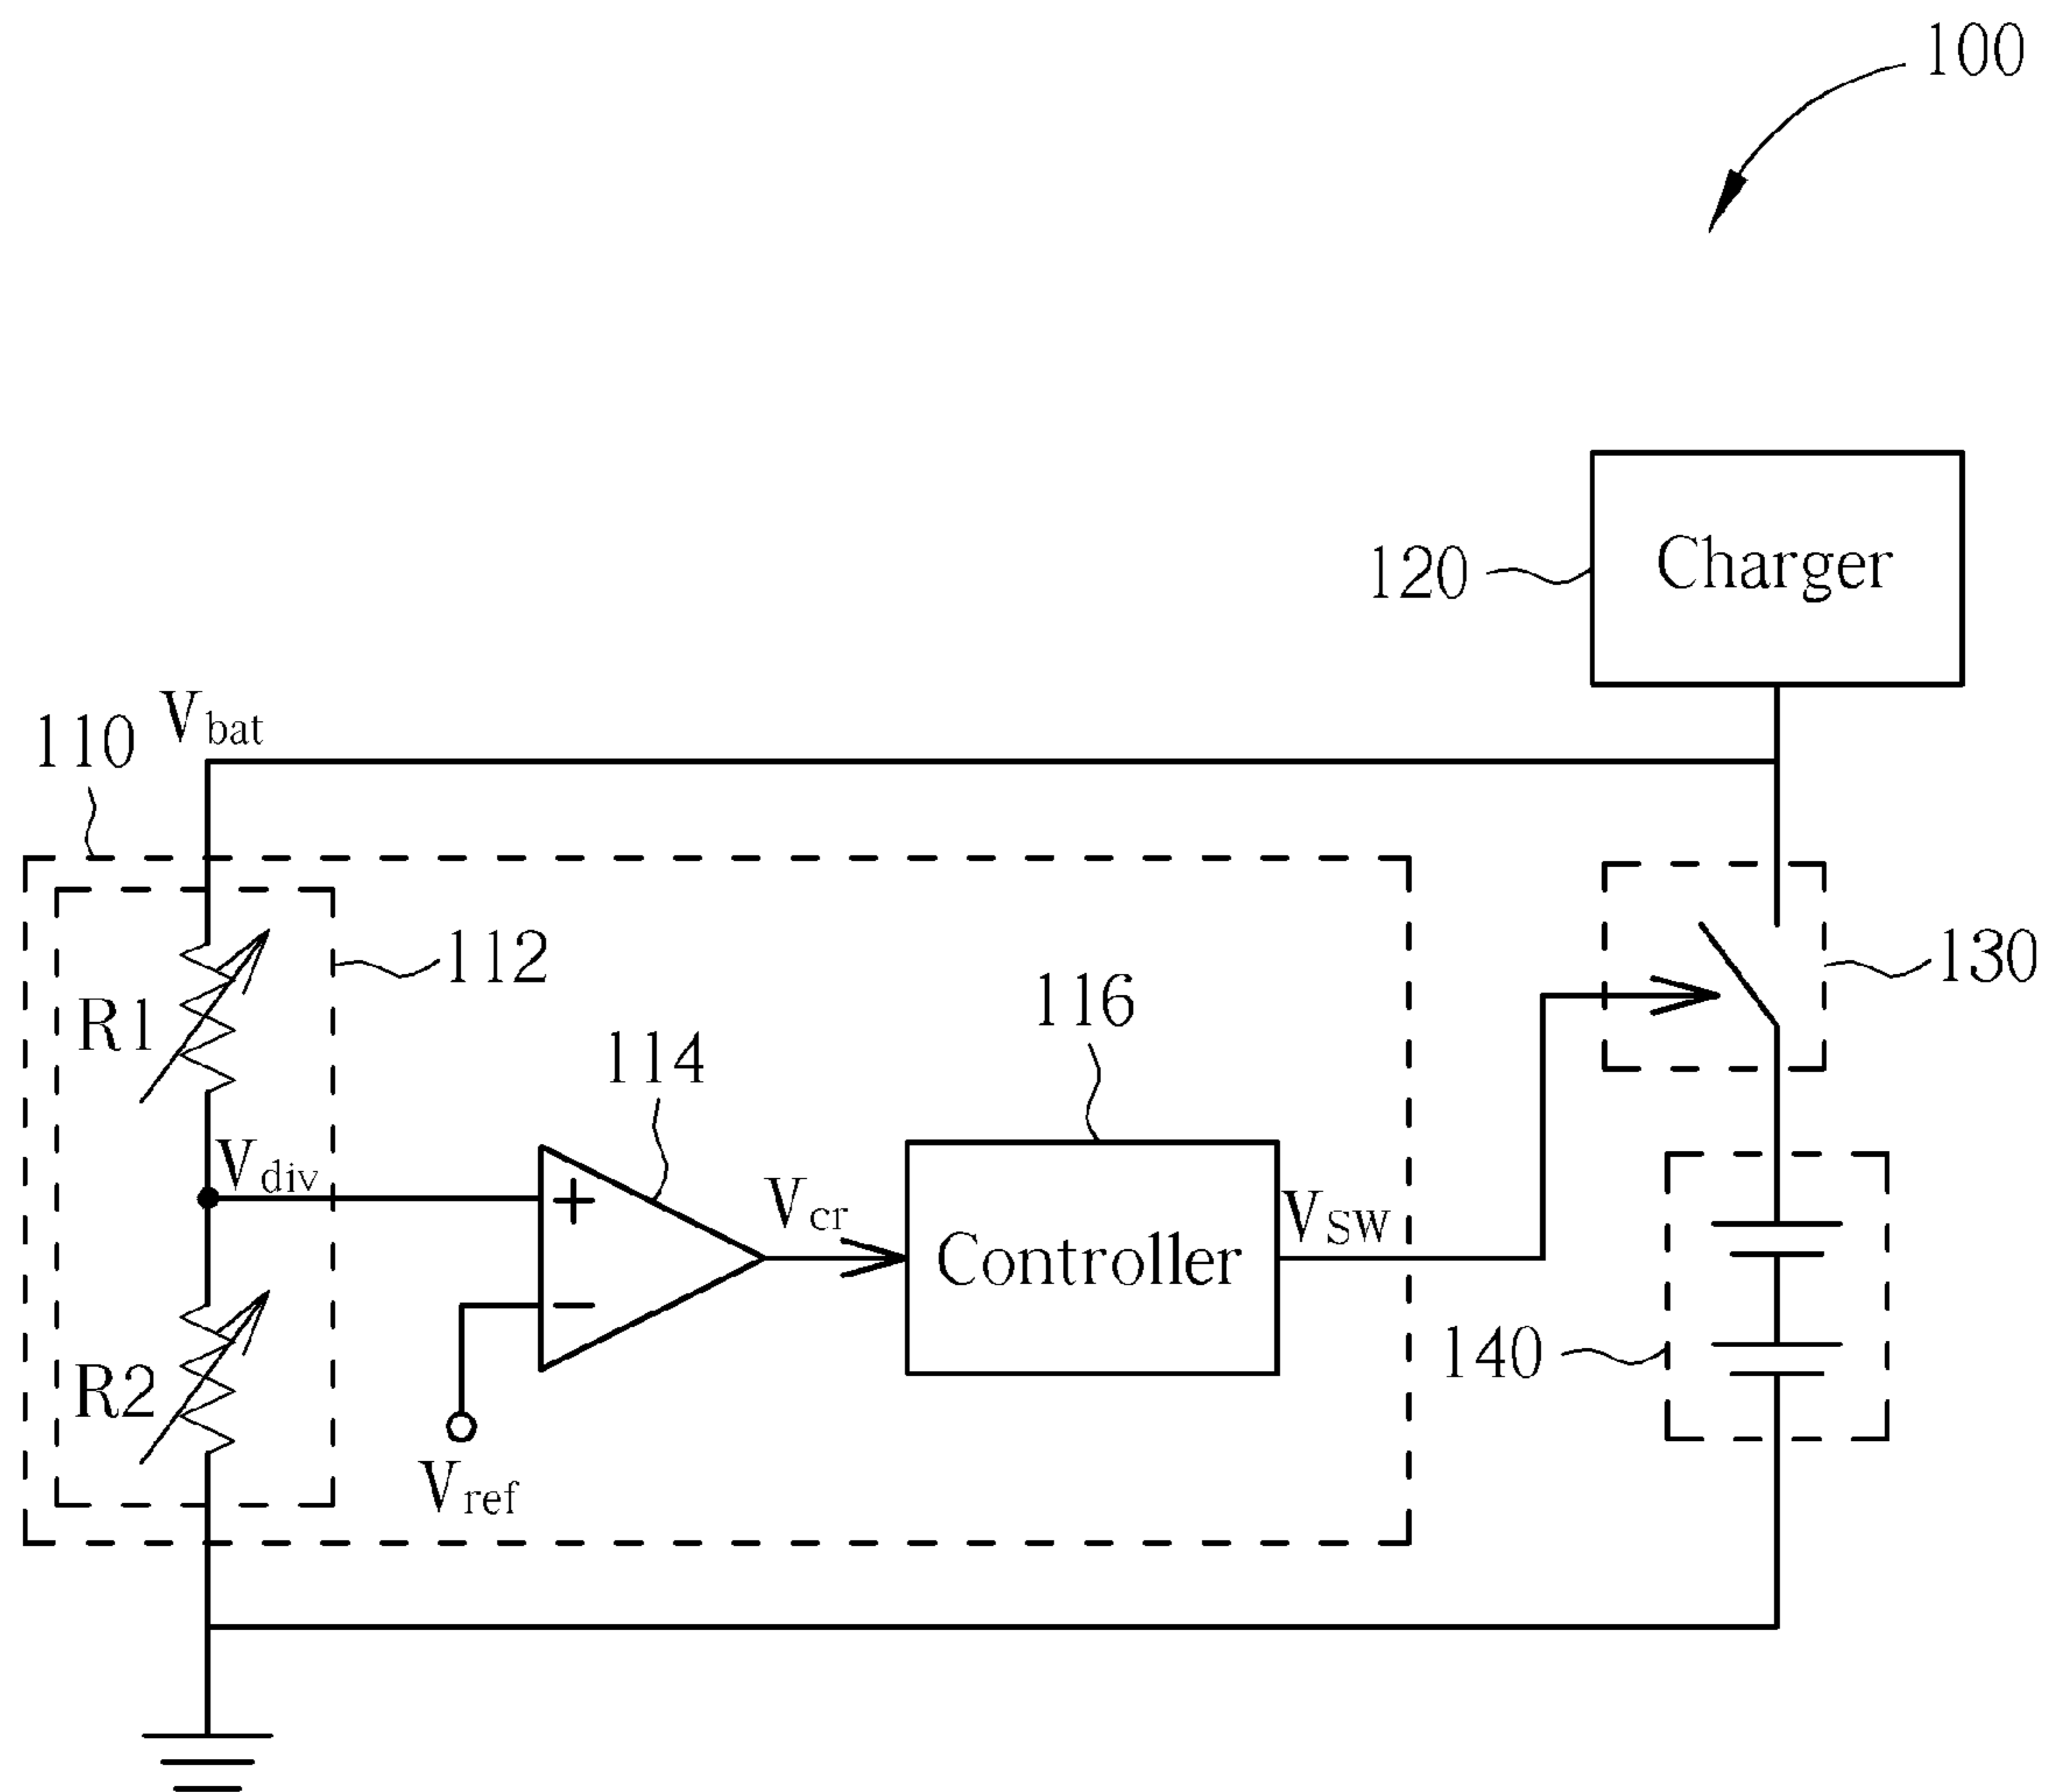 100
Charger
120
Vbat
110
112
130
R1
116
114
Vdiv
Vcr
VSW
Controller
140
R2
Vref